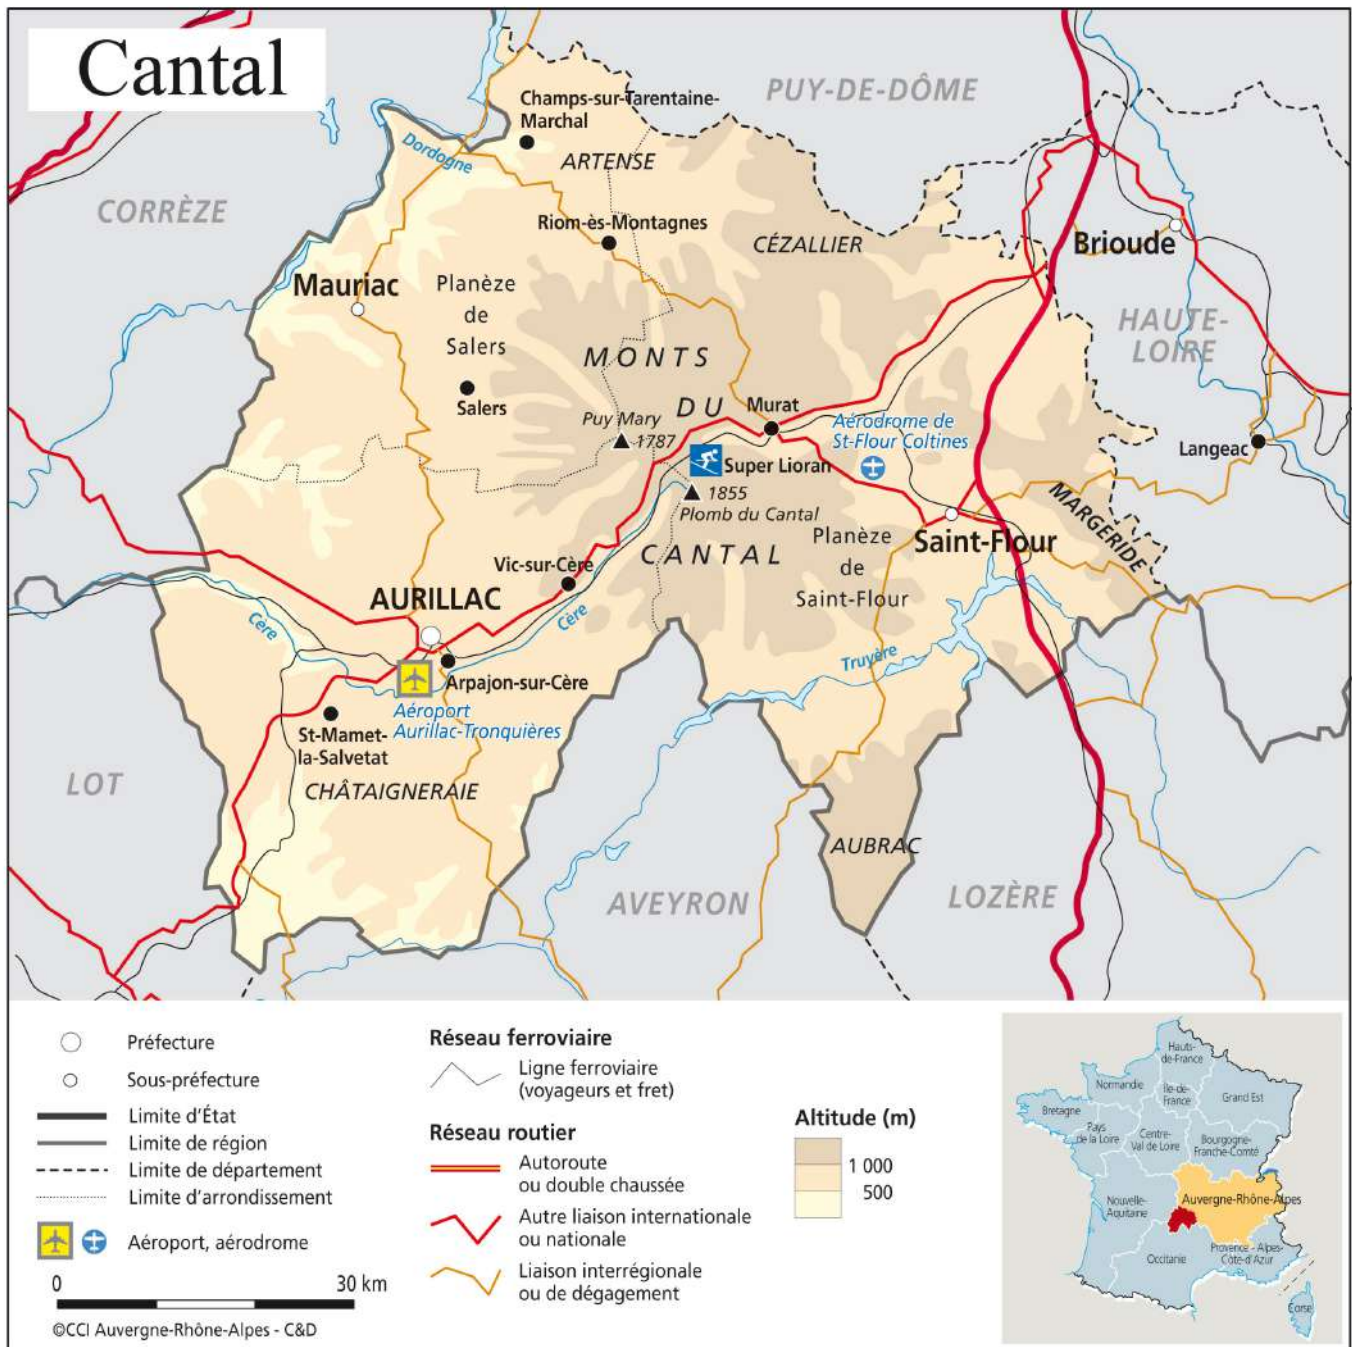 Cantal
PUY-DE-DÔME
Champs-sur-Tarentaine-
Marchal
Dordogne
ARTENSE
CORRÈZE
Riom-ès-Montagnes
CÉZALLIER
Brioude
Mauriac
Planèze
de
Salers
HAUTE-
LOIRE
MONTS
Salers
DU
Murat
Puy Mary
1787
Aérodrome de
St-Flour Coltines
Langeac
Super Lioran
1855
Plomb du Cantal
MARGERIDE
CANTAL
Planèze
de
Saint-Flour
Saint-Flour
Vic-sur-Cère
AURILLAC
Cère
Cère
Truyère
Arpajon-sur-Cère
Aéroport
Aurillac-Tronquières
St-Mamet-
la-Salvetat
LOT
CHÂTAIGNERAIE
AUBRAC
AVEYRON
LOZÈRE
Préfecture
Sous-préfecture
Limite d'État
Limite de région
Limite de département
Limite d'arrondissement
Aéroport, aérodrome
0 30 km
©CCI Auvergne-Rhône-Alpes - C&D
Réseau ferroviaire
Ligne ferroviaire
(voyageurs et fret)
Réseau routier
Autoroute
ou double chaussée
Autre liaison internationale
ou nationale
Liaison interrégionale
ou de dégagement
Altitude (m)
1 000
500
Hauts-
de-France
Normandie
Ile-de-
France
Grand Est
Bretagne
Pays
de la Loire
Centre-
Val de Loire
Bourgogne-
Franche-Comté
Nouvelle-
Aquitaine
Auvergne-Rhône-Alpes
Occitanie
Provence - Alpes-
Côte-d'Azur
Corse